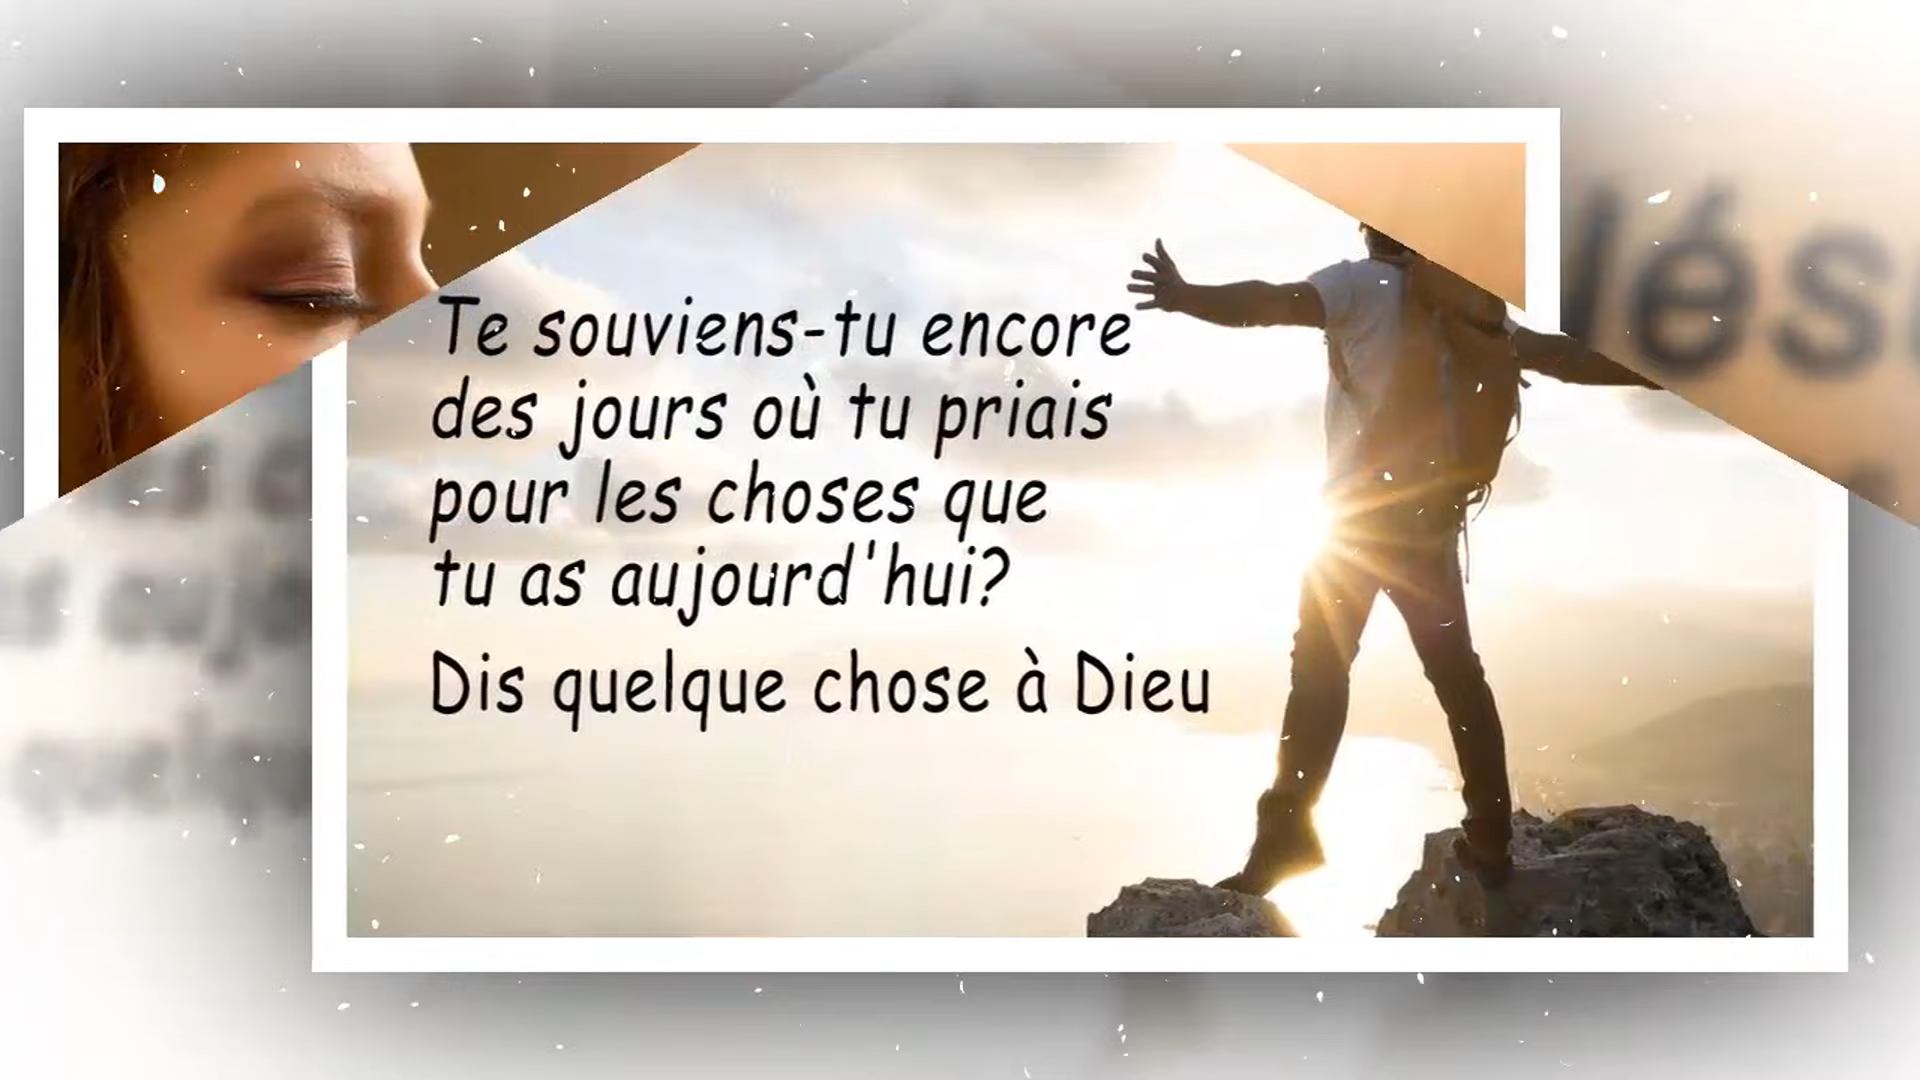 Te souviens-tu encore
des jours où tu priais
pour les choses que
tu as aujourd'hui?
Dis quelque chose à Dieu